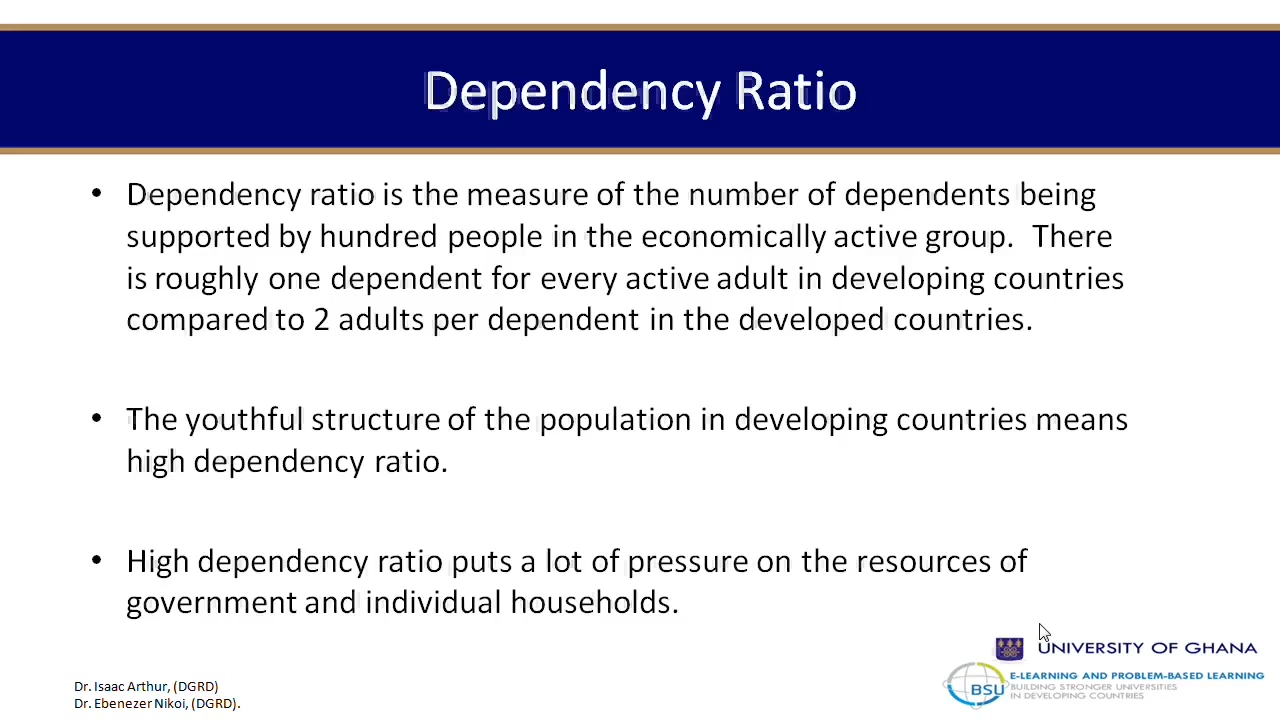 Dependency Ratio
• Dependency ratio is the measure of the number of dependents being
supported by hundred people in the economically active group. There
is roughly one dependent for every active adult in developing countries
compared to 2 adults per dependent in the developed countries.
• The youthful structure of the population in developing countries means
high dependency ratio.
• High dependency ratio puts a lot of pressure on the resources of
government and individual households.
Dr. Isaac Arthur, (DGRD)
Dr. Ebenezer Nikoi, (DGRD).
UNIVERSITY OF GHANA
BSU
E-LEARNING AND PROBLEM-BASED LEARNING
BUILDING STRONGER UNIVERSITIES
IN DEVELOPING COUNTRIES